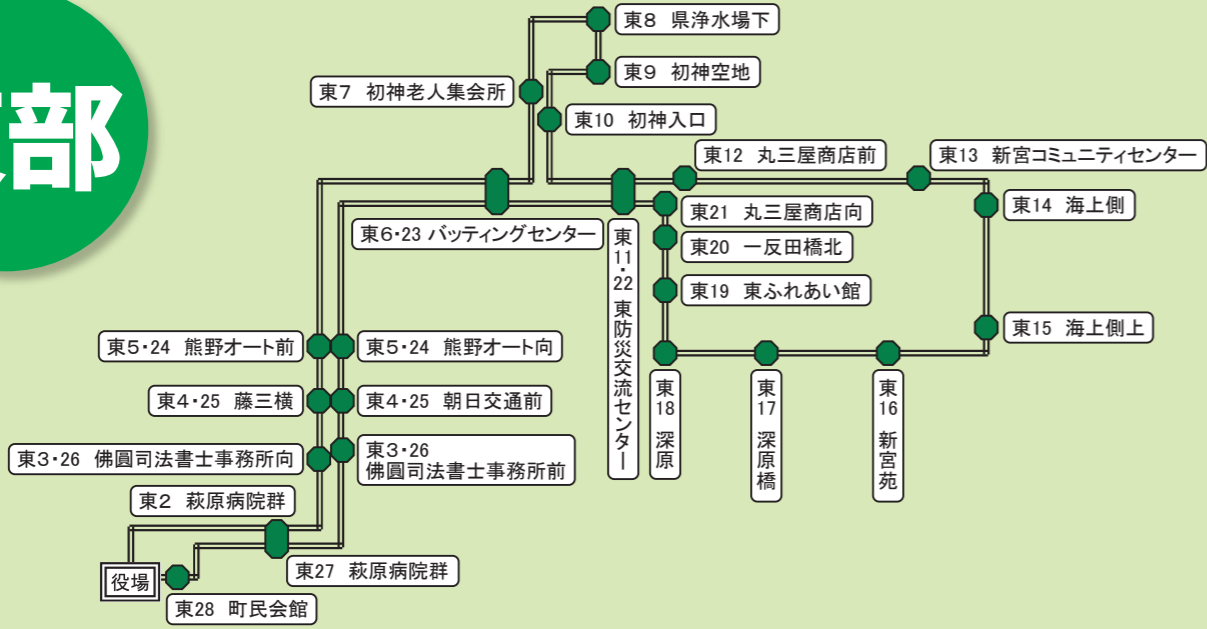 部
東8 県浄水場下
東9 初神空地
東7 初神老人集会所
東10 初神入口
東12 丸三屋商店前
東13 新宮コミュニティセンター
東14 海上側
東21 丸三屋商店向
東6・23 バッティングセンター
東11・22 東防災交流センター
東20 一反田橋北
東19 東ふれあい館
東15 海上側上
東5・24 熊野オート前
東5・24 熊野オート向
東18 深原
東17 深原橋
東16 新宮苑
東4・25 藤三横
東4・25 朝日交通前
東3・26 佛圓司法書士事務所向
東3・26
佛圓司法書士事務所前
東2 萩原病院群
役場
東27 萩原病院群
東28 町民会館